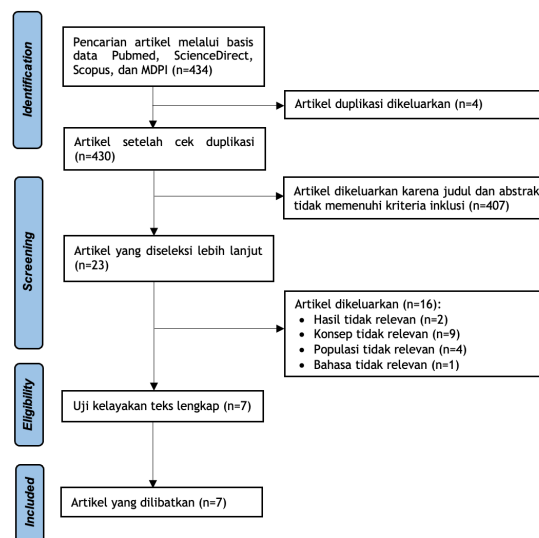 Identification
Pencarian artikel melalui basis
data Pubmed, ScienceDirect,
Scopus, dan MDPI (n=434)
Artikel duplikasi dikeluarkan (n=4)
Artikel setelah cek duplikasi
(n=430)
Screening
Artikel dikeluarkan karena judul dan abstrak
tidak memenuhi kriteria inklusi (n=407)
Artikel yang diseleksi lebih lanjut
(n=23)
Artikel dikeluarkan (n=16):
• Hasil tidak relevan (n=2)
• Konsep tidak relevan (n=9)
• Populasi tidak relevan (n=4)
• Bahasa tidak relevan (n=1)
Eligibility
Uji kelayakan teks lengkap (n=7)
Included
Artikel yang dilibatkan (n=7)